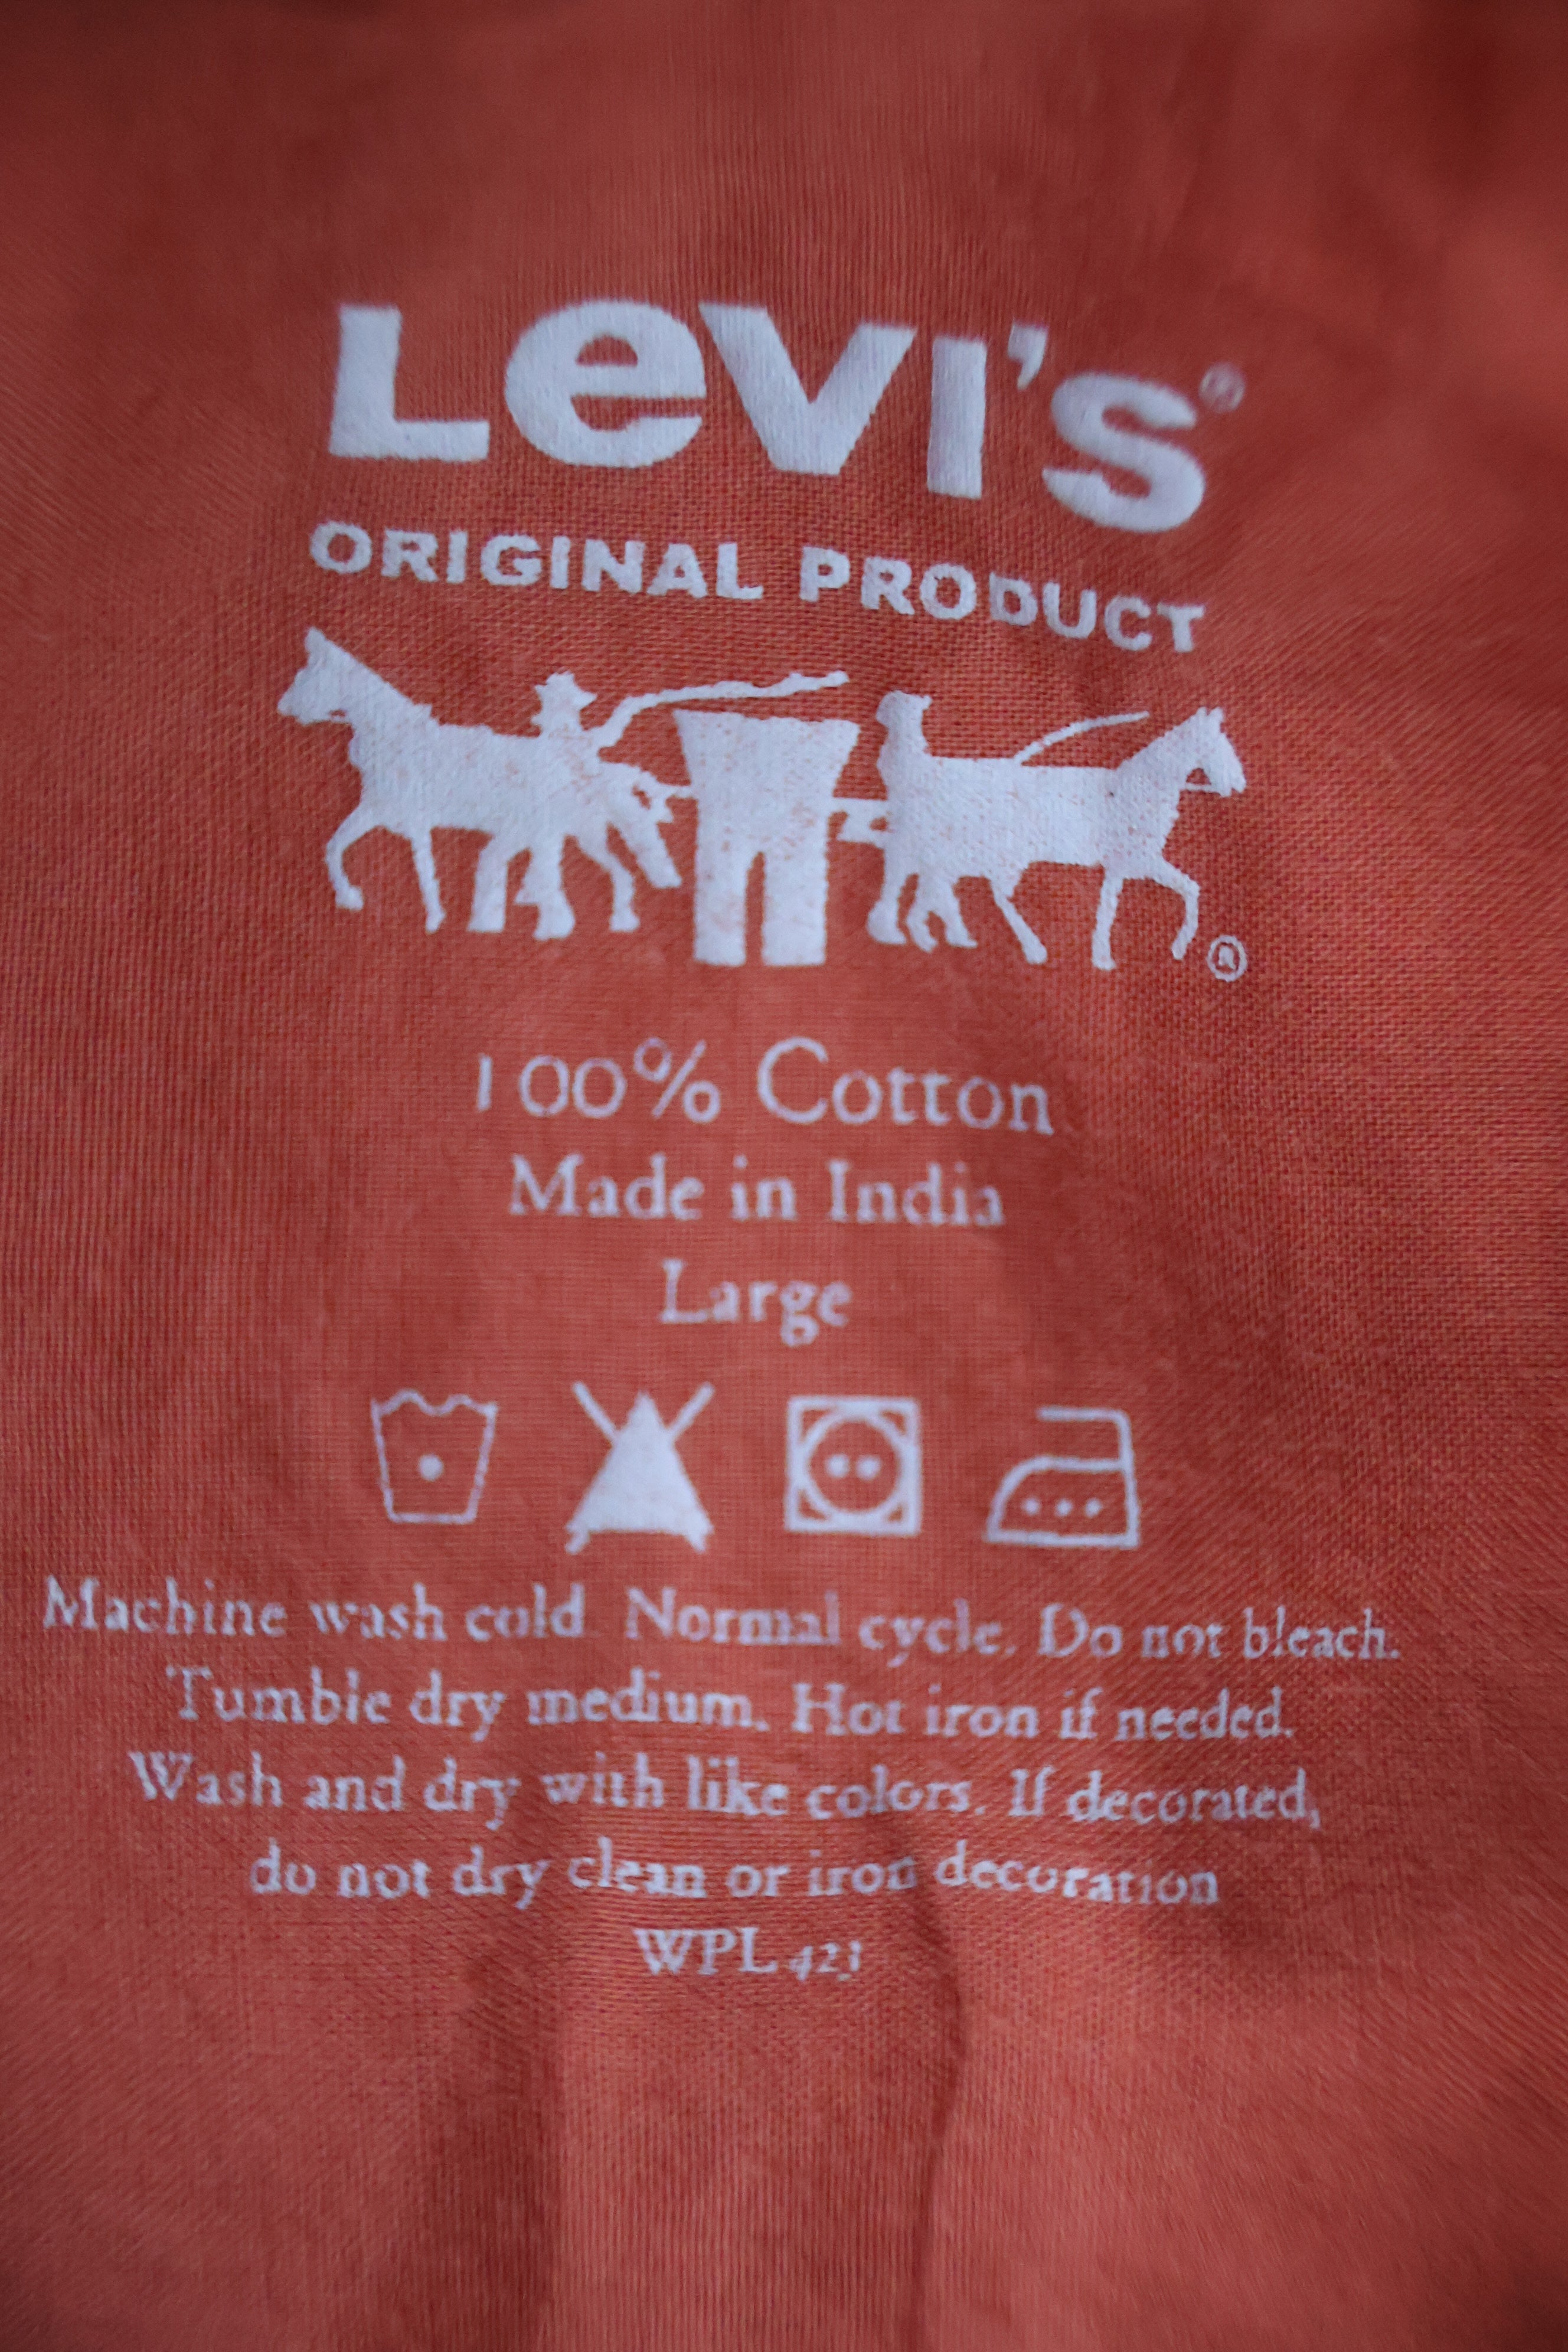 Levi's®
ORIGINAL PRODUCT
®
100% Cotton
Made in India
Large
Machine wash cold. Normal cycle. Do not bleach.
Tumble dry medium. Hot iron if needed.
Wash and dry with like colors. If decorated,
do not dry clean or iron decoration
WPL 423